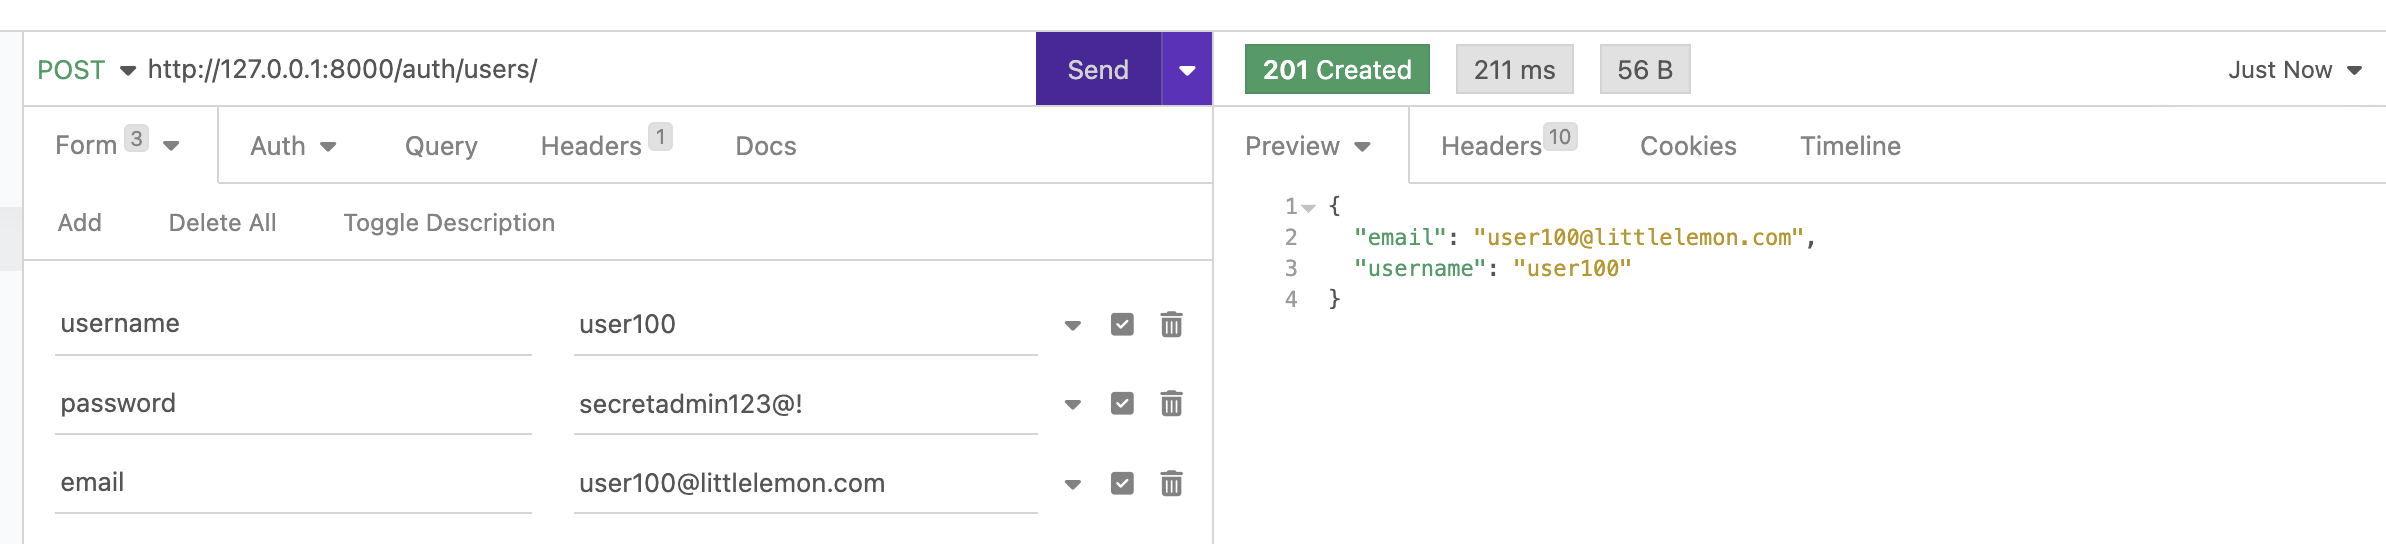 POST http://127.0.0.1:8000/auth/users/ Send
Form 3 Auth Query Headers 1 Docs
Add Delete All Toggle Description
username user100
password secretadmin123@!
email user100@littlelemon.com
201 Created 211 ms 56 B Just Now
Preview Headers 10 Cookies Timeline
1 {
2 "email": "user100@littlelemon.com",
3 "username": "user100"
4 }